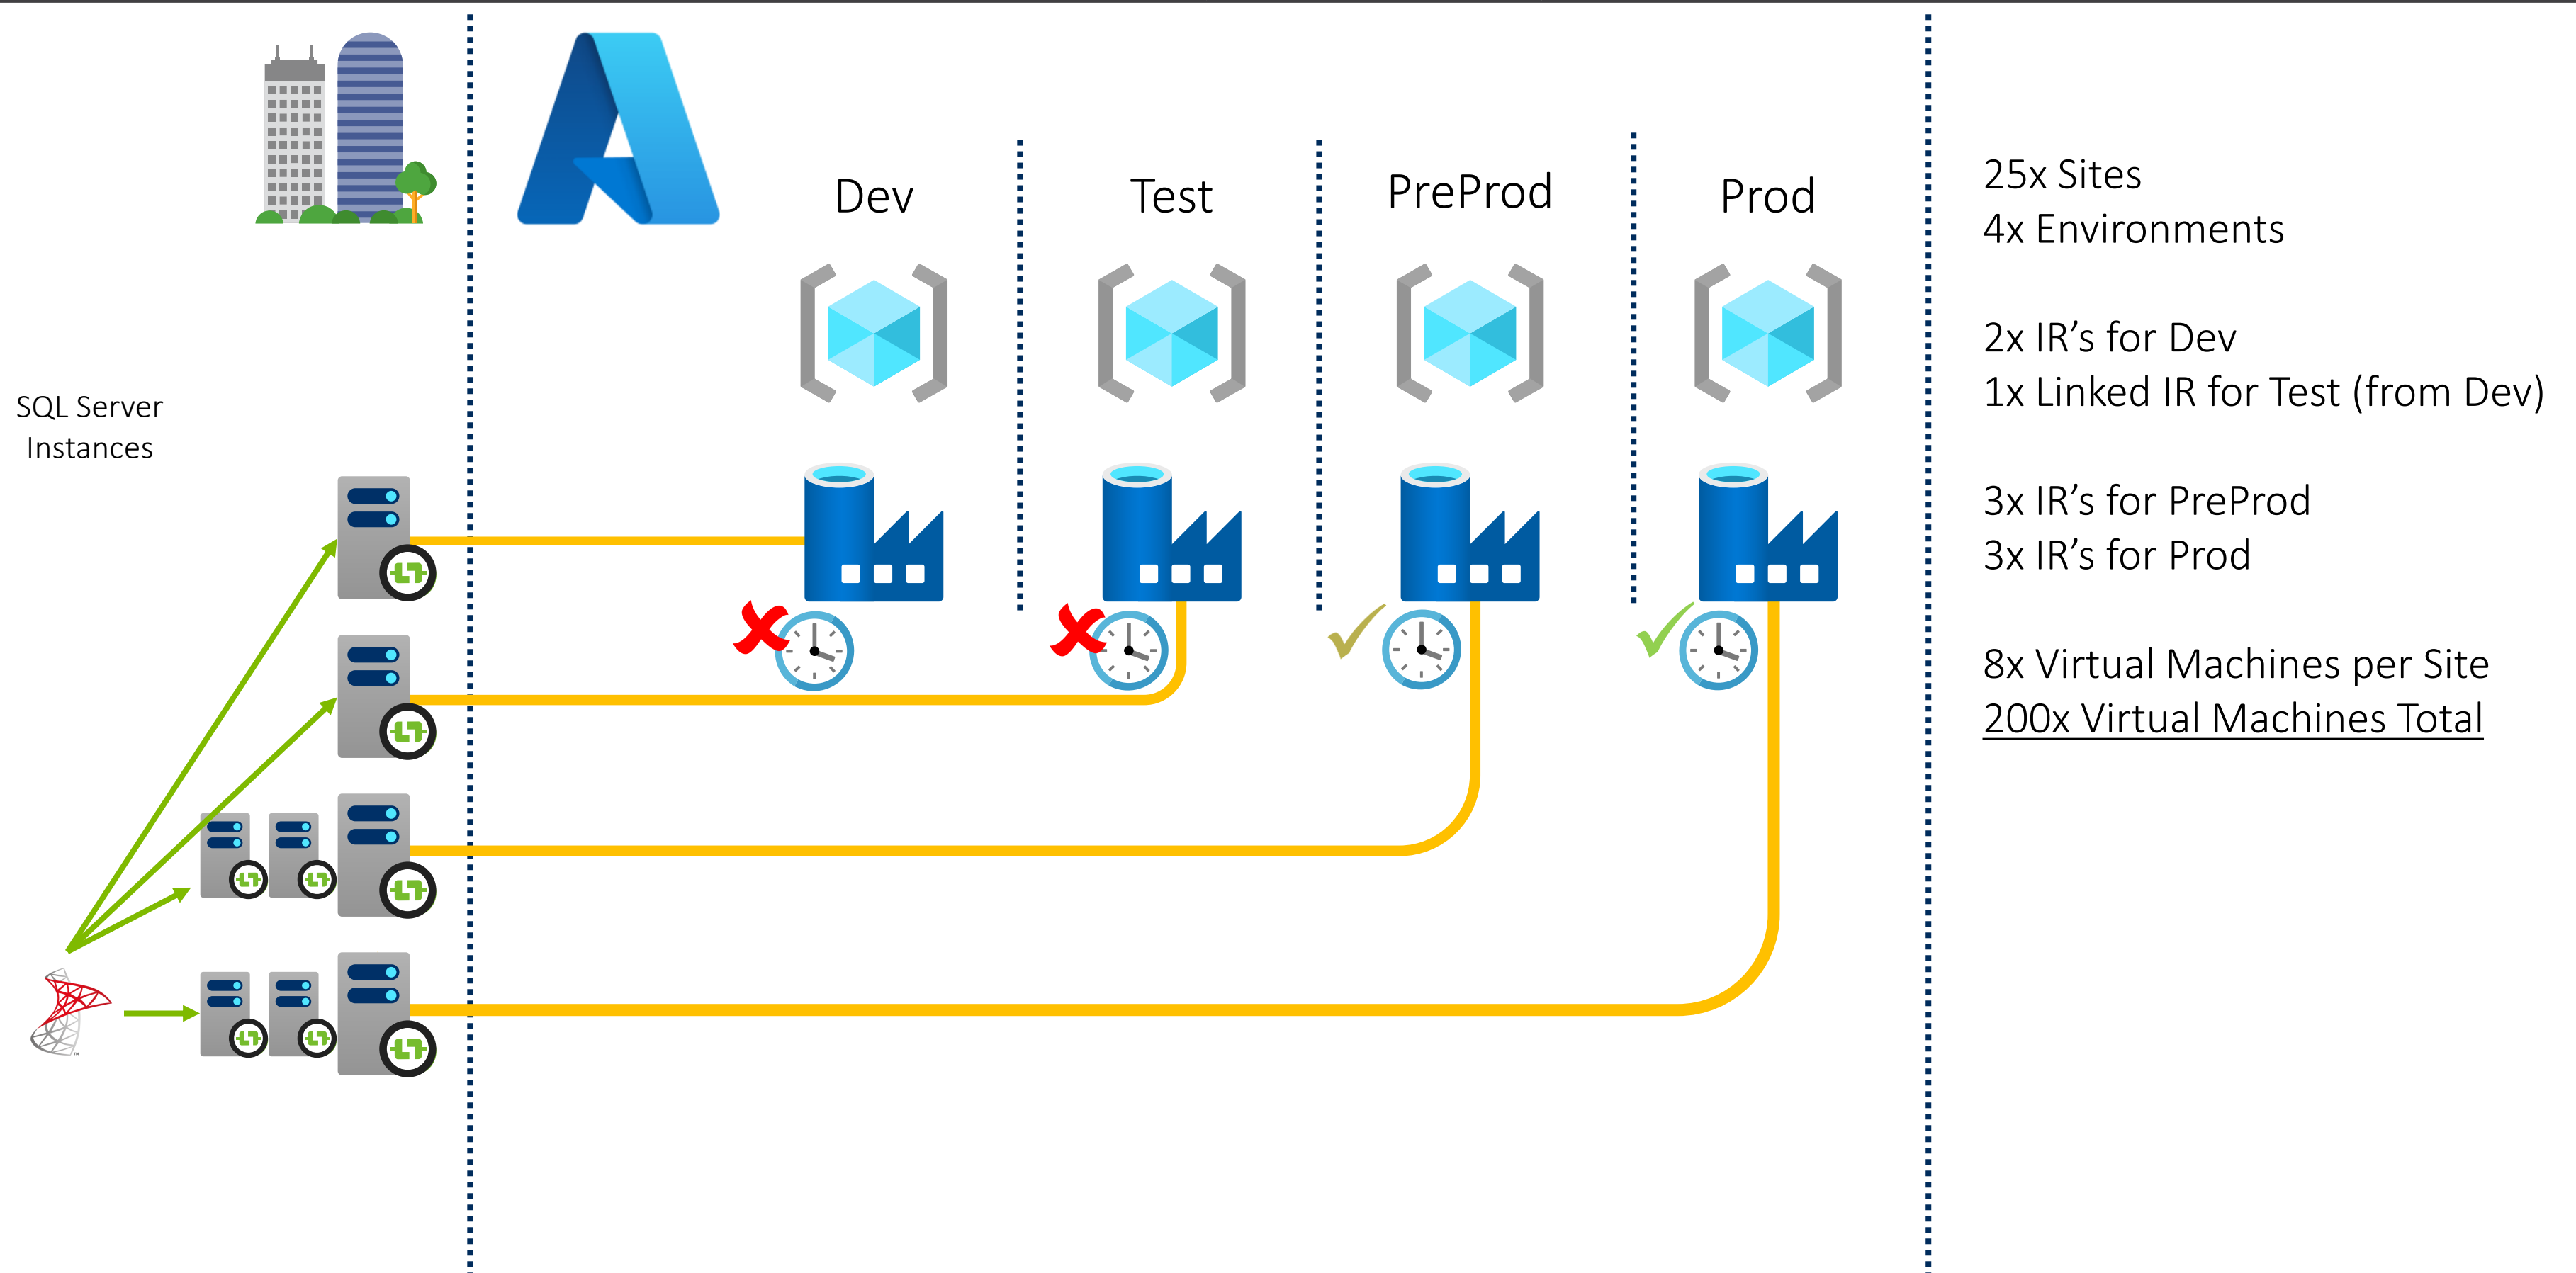 Dev
Test
PreProd
Prod
SQL Server
Instances
25x Sites
4x Environments
2x IR’s for Dev
1x Linked IR for Test (from Dev)
3x IR’s for PreProd
3x IR’s for Prod
8x Virtual Machines per Site
200x Virtual Machines Total